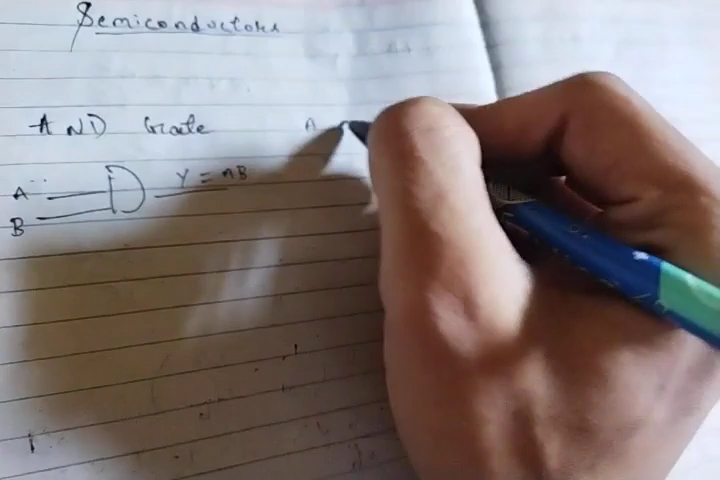 Semiconductors
AND Gate A
Y = AB
A
B